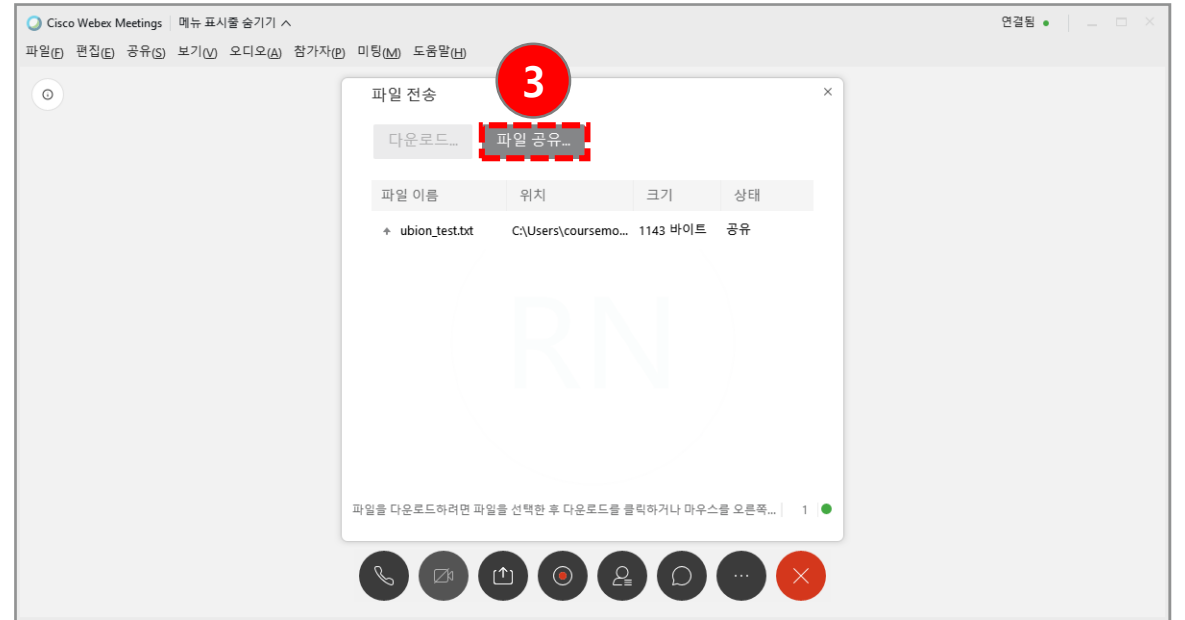 Cisco Webex Meetings 메뉴 표시줄 숨기기 연결됨
파일(F) 편집(E) 공유(S) 보기(V) 오디오(A) 참가자(P) 미팅(M) 도움말(H)
3
파일 전송
다운로드... 파일 공유...
파일 이름 위치 크기 상태
ubion_test.txt C:\Users\coursemo... 1143 바이트 공유
RN
파일을 다운로드하려면 파일을 선택한 후 다운로드를 클릭하거나 마우스를 오른쪽... 1